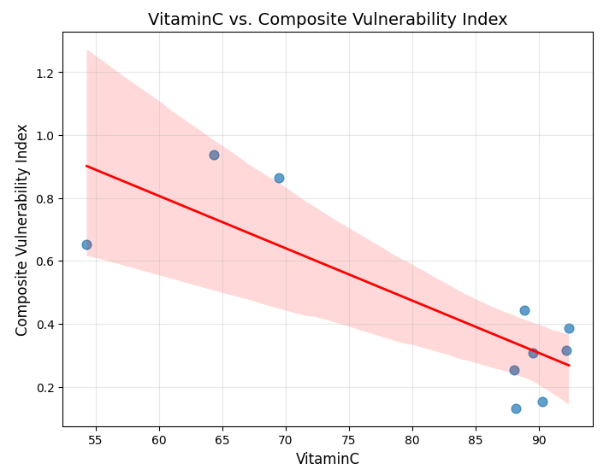 VitaminC vs. Composite Vulnerability Index
Composite Vulnerability Index
1.2
1.0
0.8
0.6
0.4
0.2
55 60 65 70 75 80 85 90
VitaminC